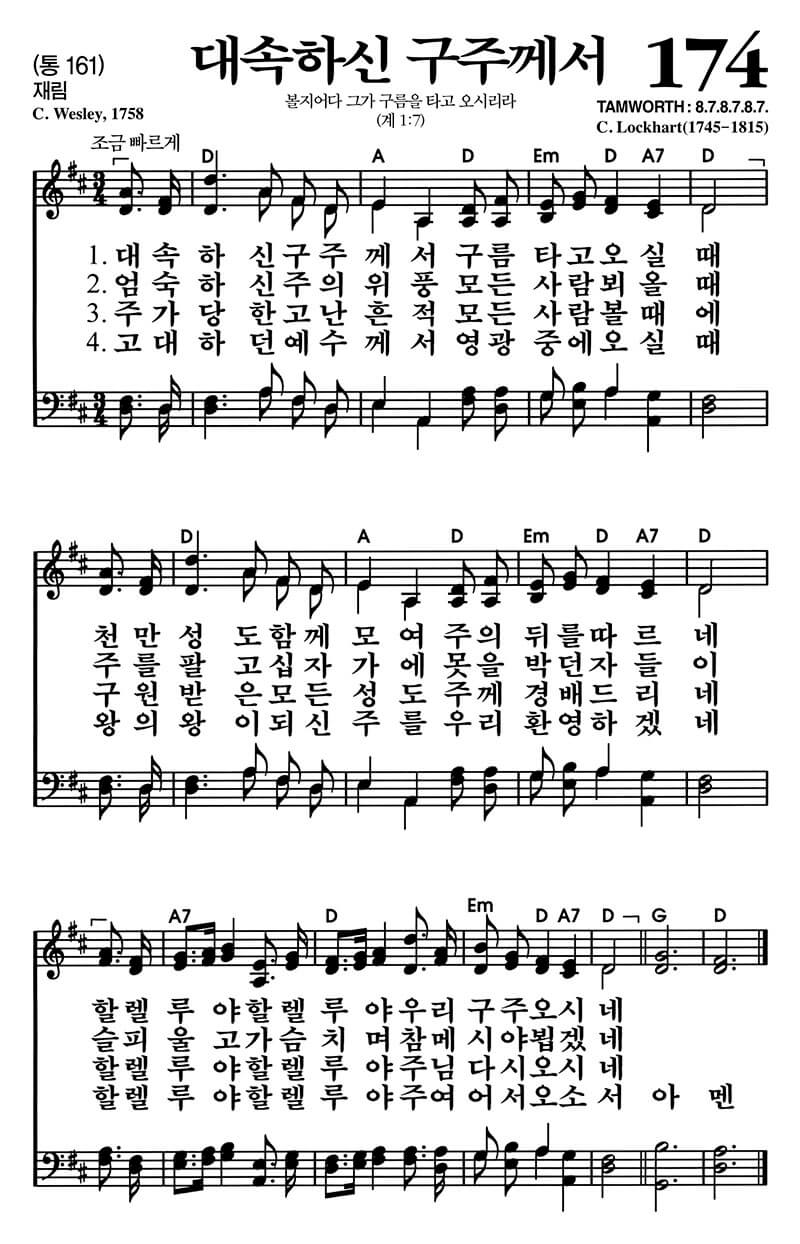 (통 161)
대속하신 구주께서
174
재림
볼지어다 그가 구름을 타고 오시리라
TAMWORTH : 8.7.8.7.8.7.
C. Wesley, 1758
(계 1:7)
C. Lockhart(1745-1815)
조금 빠르게
D A D Em D A7 D
1. 대 속 하 신 구 주 께 서 구 름 타 고 오 실 때
2. 엄 숙 하 신 주 의 위 풍 모 든 사 람 뵈 올 때
3. 주 가 당 한 고 난 흔 적 모 든 사 람 볼 때 에
4. 고 대 하 던 예 수 께 서 영 광 중 에 오 실 때
D A D Em D A7 D
천 만 성 도 함 께 모 여 주 의 뒤 를 따 르 네
주 를 팔 고 십 자 가 에 못 을 박 던 자 들 이
구 원 받 은 모 든 성 도 주 께 경 배 드 리 네
왕 의 왕 이 되 신 주 를 우 리 환 영 하 겠 네
A7 D Em D A7 D G D
할 렐 루 야 할 렐 루 야 우 리 구 주 오 시 네
슬 피 울 고 가 슴 치 며 참 메 시 야 뵙 겠 네
할 렐 루 야 할 렐 루 야 주 님 다 시 오 시 네
할 렐 루 야 할 렐 루 야 주 여 어 서 오 소 서 아 멘